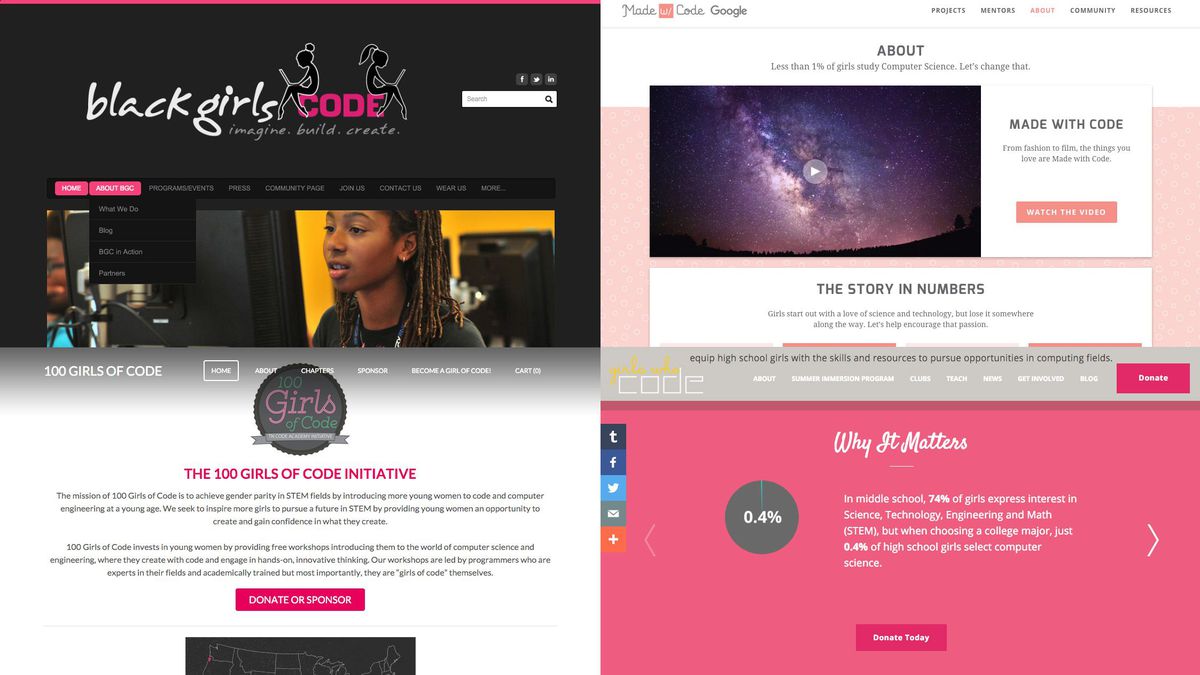 black girls CODE
imagine. build. create.
Search
HOME ABOUT BGC PROGRAMS/EVENTS PRESS COMMUNITY PAGE JOIN US CONTACT US WEAR US MORE...
What We Do
Blog
BGC in Action
Partners
Made w/ Code Google
PROJECTS MENTORS ABOUT COMMUNITY RESOURCES
ABOUT
Less than 1% of girls study Computer Science. Let's change that.
MADE WITH CODE
From fashion to film, the things you
love are Made with Code.
WATCH THE VIDEO
THE STORY IN NUMBERS
Girls start out with a love of science and technology, but lose it somewhere
along the way. Let's help encourage that passion.
100 GIRLS OF CODE
HOME ABOUT CHAPTERS SPONSOR BECOME A GIRL OF CODE! CART (0)
100
Girls
of Code
TN CODE ACADEMY INITIATIVE
THE 100 GIRLS OF CODE INITIATIVE
The mission of 100 Girls of Code is to achieve gender parity in STEM fields by introducing more young women to code and computer
engineering at a young age. We seek to inspire more girls to pursue a future in STEM by providing young women an opportunity to
create and gain confidence in what they create.
100 Girls of Code invests in young women by providing free workshops introducing them to the world of computer science and
engineering, where they create with code and engage in hands-on, innovative thinking. Our workshops are led by programmers who are
experts in their fields and academically trained but most importantly, they are "girls of code" themselves.
DONATE OR SPONSOR
equip high school girls with the skills and resources to pursue opportunities in computing fields.
girls who
code
ABOUT SUMMER IMMERSION PROGRAM CLUBS TEACH NEWS GET INVOLVED BLOG Donate
Why It Matters
0.4%
In middle school, 74% of girls express interest in
Science, Technology, Engineering and Math
(STEM), but when choosing a college major, just
0.4% of high school girls select computer
science.
Donate Today